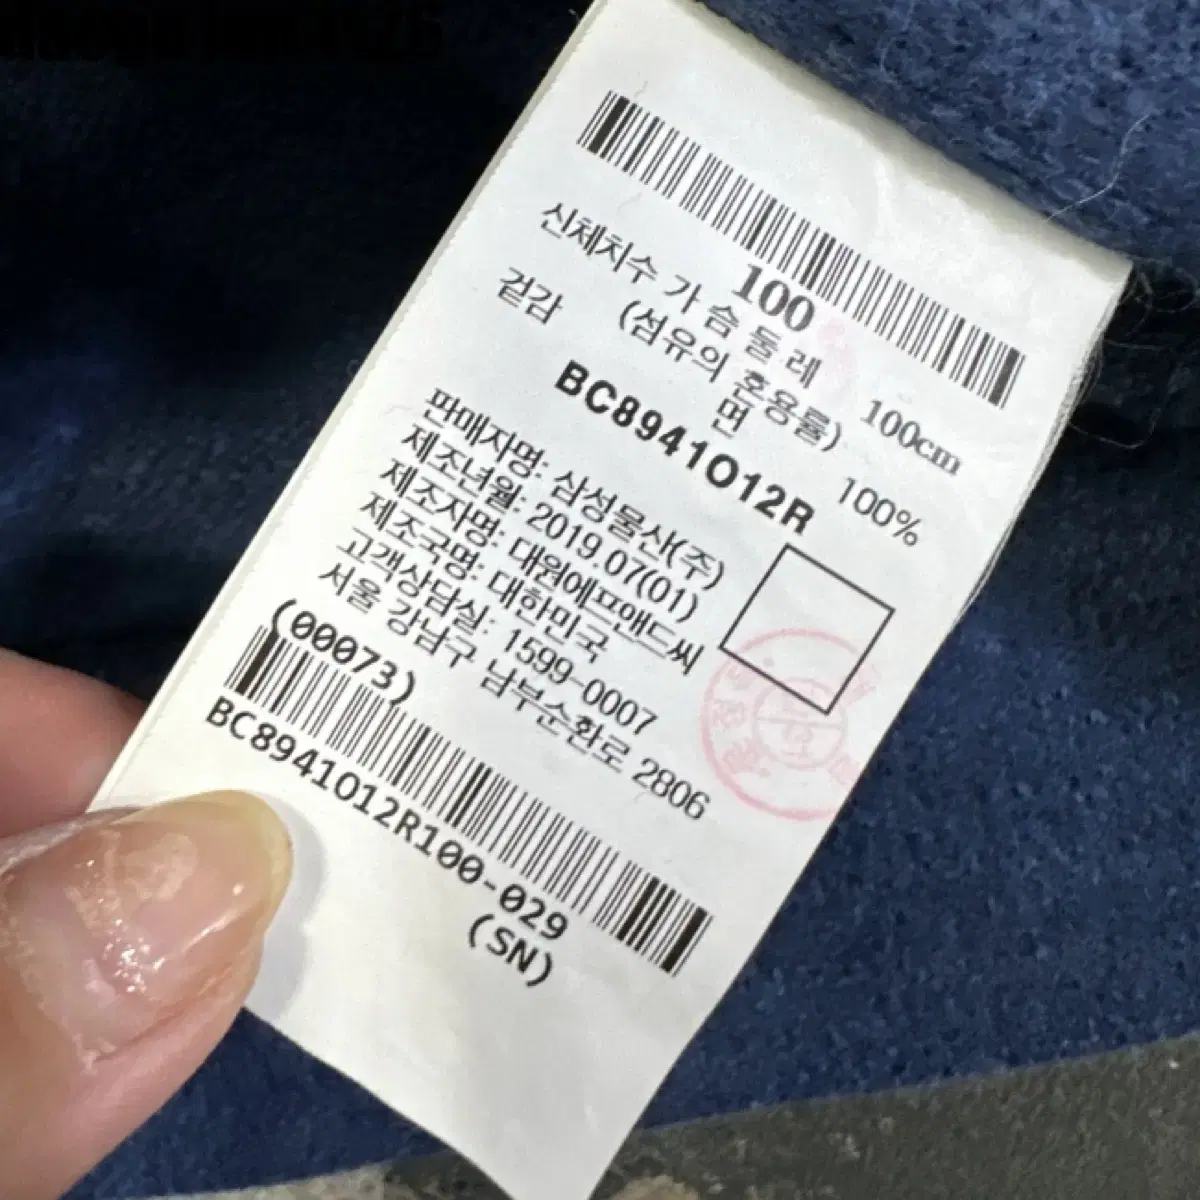 100
신체치수 가슴둘레 100cm
(섬유의 혼용률)
겉감 면 100%
BC8941O12R
판매자명: 삼성물산(주)
제조년월: 2019.07(01)
제조자명: 대원에프앤드씨
제조국명: 대한민국
고객상담실: 1599-0007
서울 강남구 남부순환로 2806
(00073)
BC8941O12R100-029
(SN)